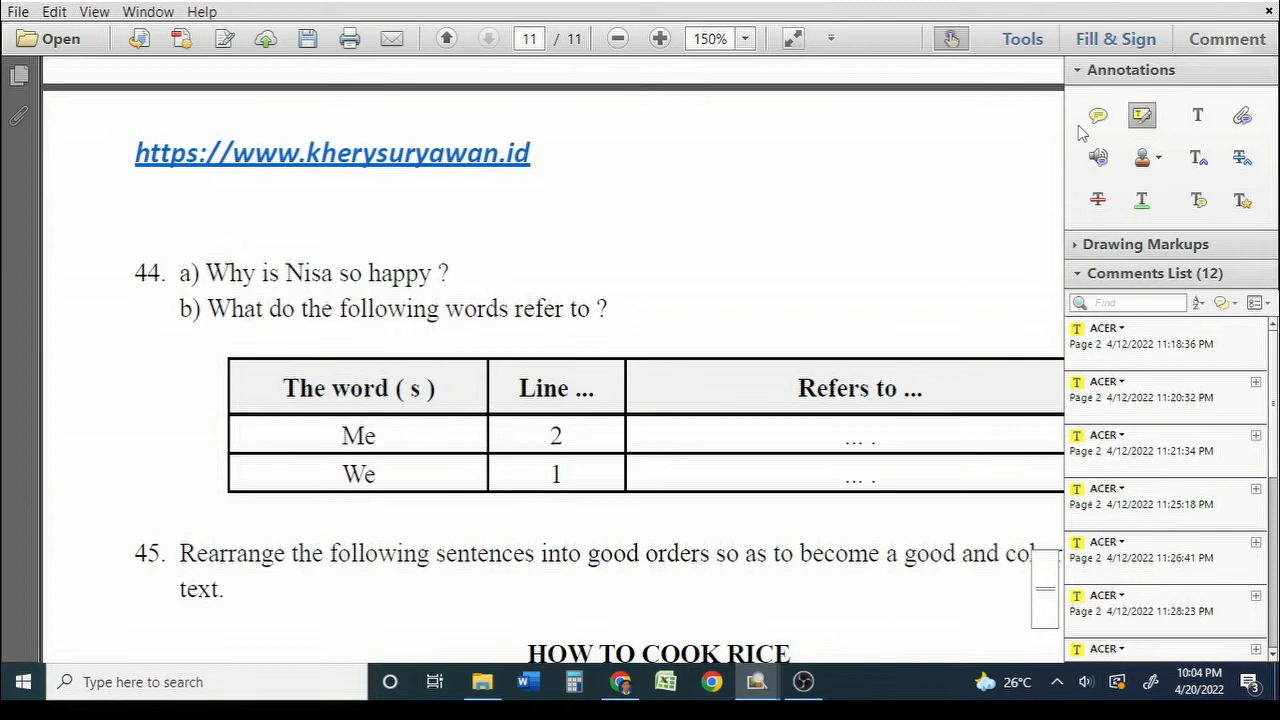 File Edit View Window Help
Open 11 / 11 150% Tools Fill & Sign Comment
Annotations
https://www.kherysuryawan.id
44. a) Why is Nisa so happy ?
b) What do the following words refer to ?
The word ( s ) Line ... Refers to ...
Me 2 ... .
We 1 ... .
45. Rearrange the following sentences into good orders so as to become a good and
text.
HOW TO COOK RICE
Drawing Markups
Comments List (12)
Find
ACER
Page 2 4/12/2022 11:18:36 PM
ACER
Page 2 4/12/2022 11:20:32 PM
ACER
Page 2 4/12/2022 11:21:34 PM
ACER
Page 2 4/12/2022 11:25:18 PM
ACER
Page 2 4/12/2022 11:26:41 PM
ACER
Page 2 4/12/2022 11:28:23 PM
ACER
Type here to search
26°C
10:04 PM
4/20/2022
3